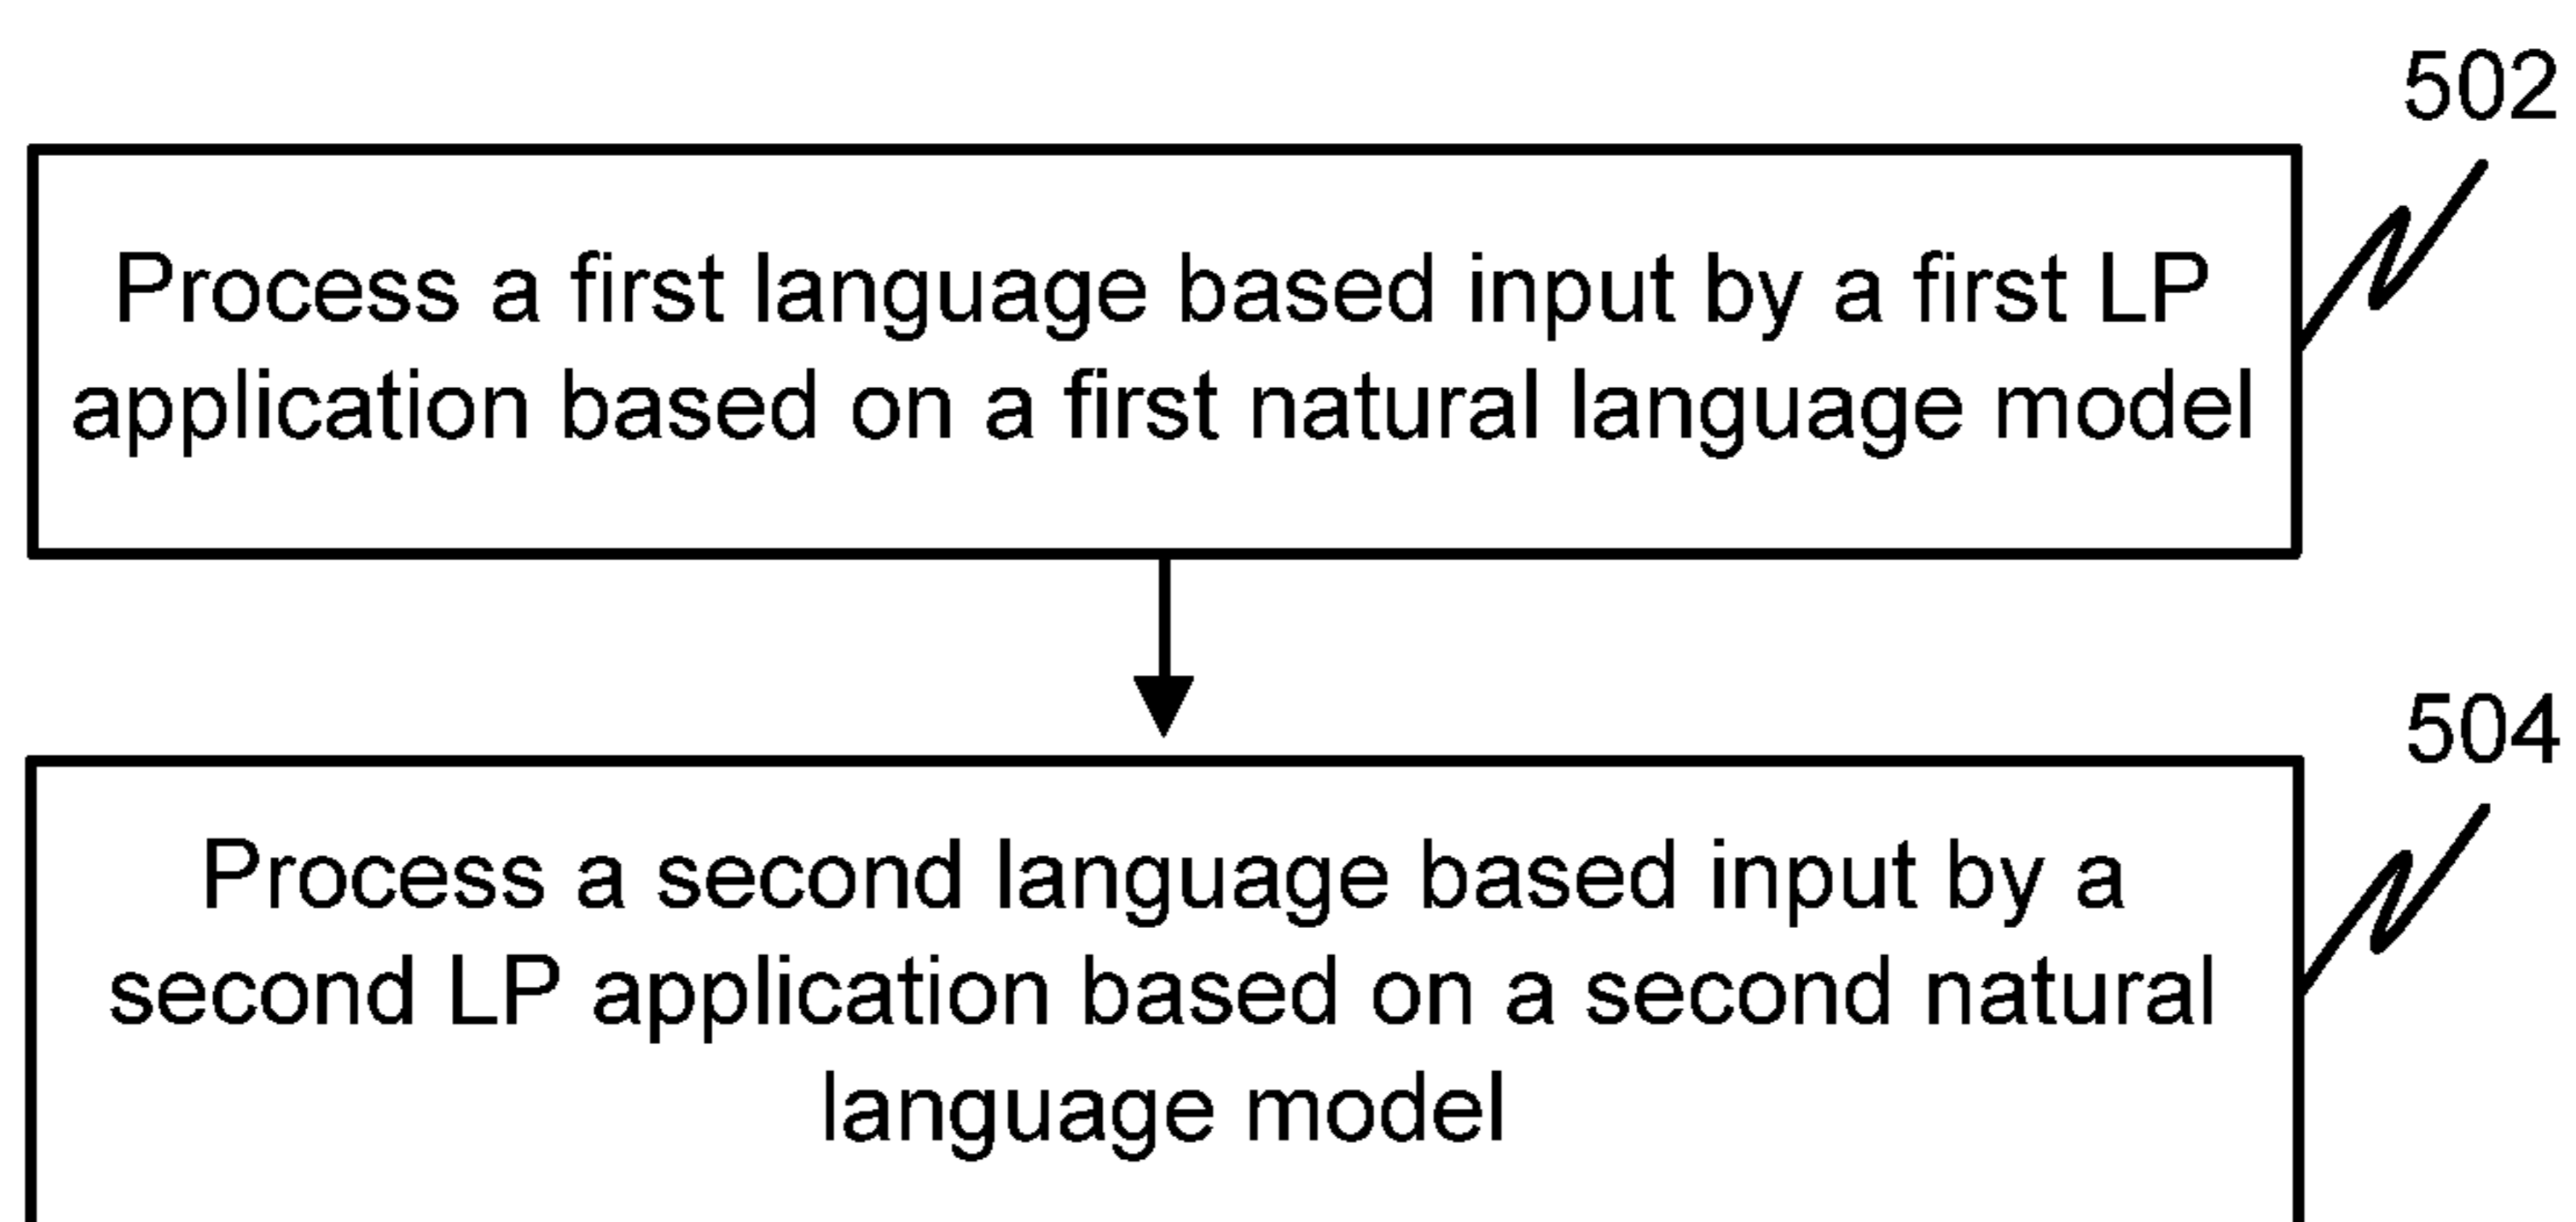 502
Process a first language based input by a first LP
application based on a first natural language model
504
Process a second language based input by a
second LP application based on a second natural
language model